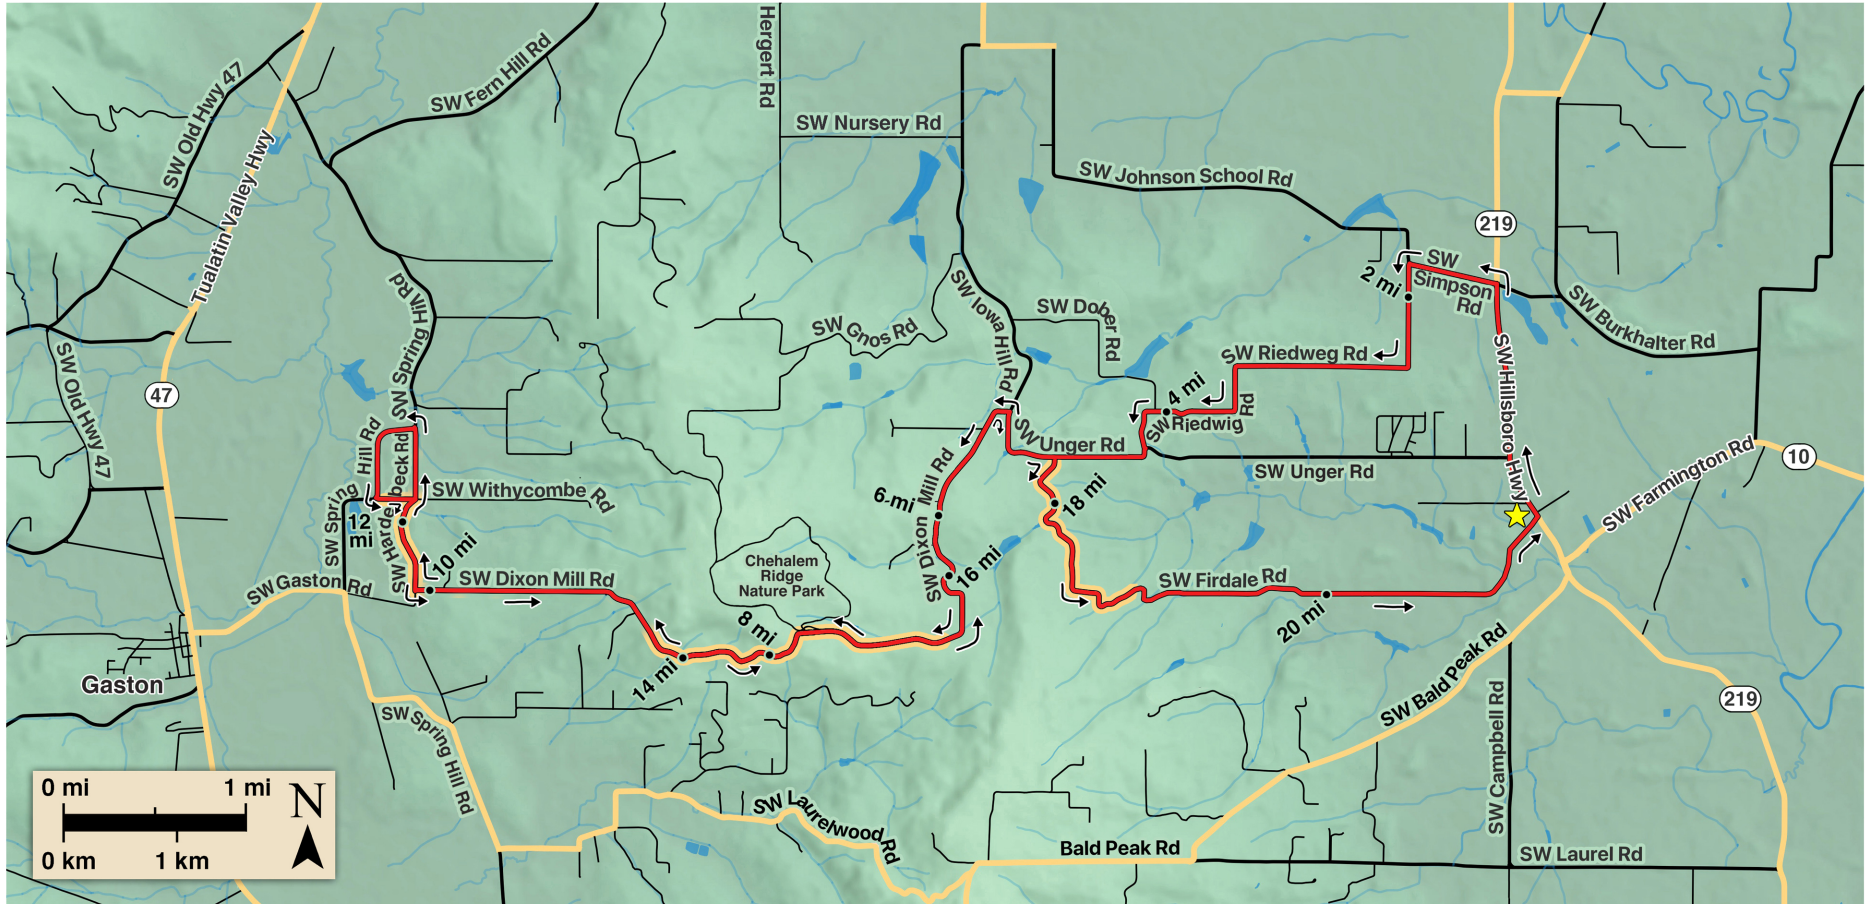 SW Old Hwy 47
Tualatin Valley Hwy
SW Fern Hill Rd
Hergert Rd
SW Nursery Rd
SW Johnson School Rd
219
SW
Simpson
Rd
2 mi
SW Burkhalter Rd
SW Spring Hill Rd
SW Gnos Rd
SW Iowa Hill Rd
SW Dober Rd
SW Riedweg Rd
4 mi
SW Riedwig Rd
SW Hillsboro Hwy
SW Old Hwy 47
47
SW Unger Rd
SW Unger Rd
SW Farmington Rd
10
SW Spring Hill Rd
SW Hardebeck Rd
SW Withycombe Rd
12
mi
10 mi
6 mi
SW Dixon Mill Rd
18 mi
16 mi
Chehalem
Ridge
Nature Park
SW Gaston Rd
SW Dixon Mill Rd
SW Firdale Rd
8 mi
20 mi
14 mi
Gaston
SW Spring Hill Rd
SW Bald Peak Rd
SW Campbell Rd
219
SW Laurelwood Rd
Bald Peak Rd
SW Laurel Rd
0 mi 1 mi
0 km 1 km
N